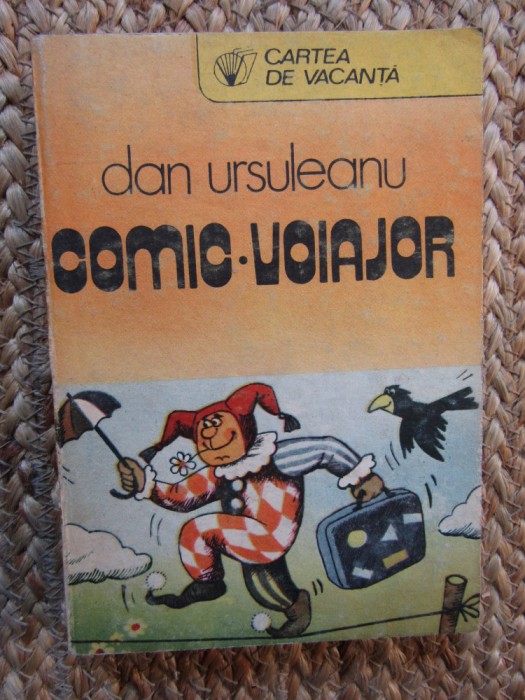 CARTEA
DE VACANȚĂ
dan ursuleanu
COMIC·VOIAJOR